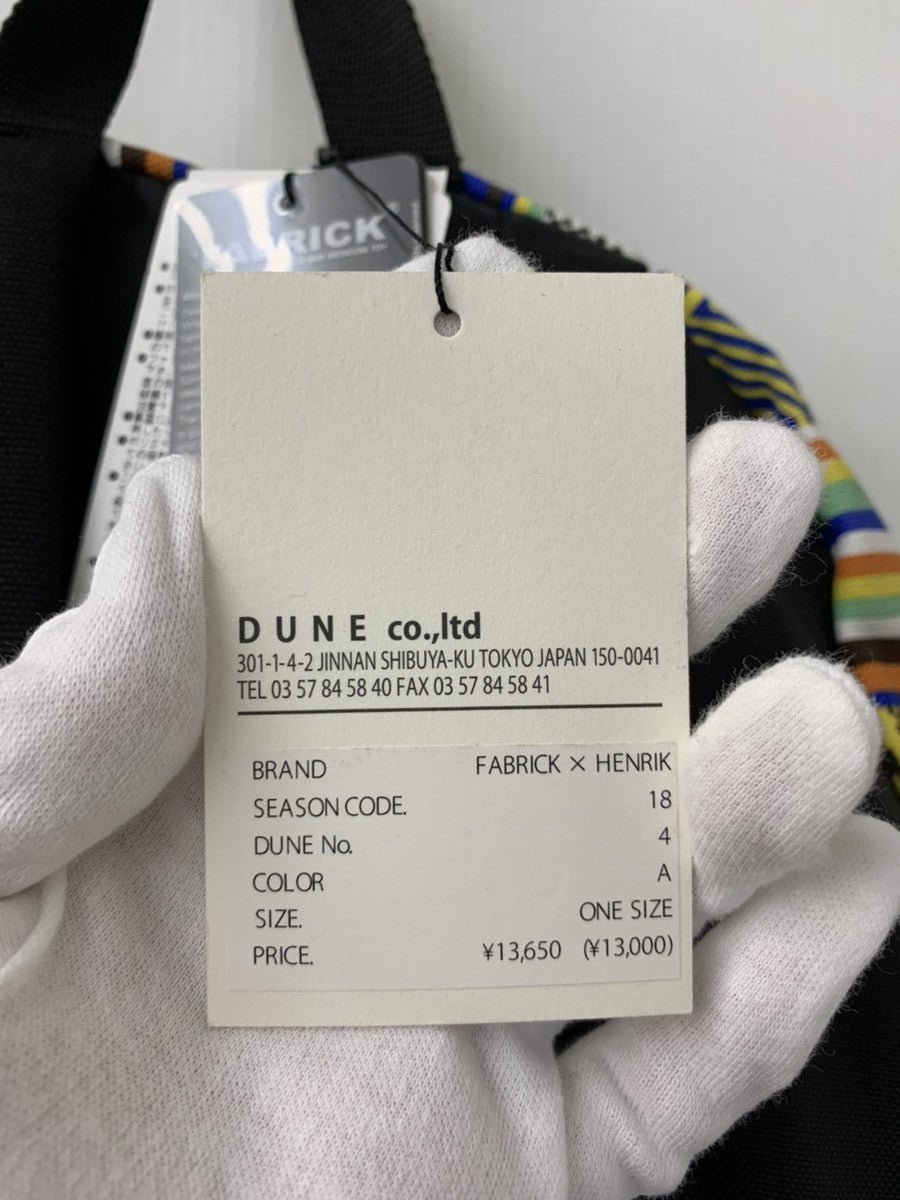 FABRICK
DUNE co.,ltd
301-1-4-2 JINNAN SHIBUYA-KU TOKYO JAPAN 150-0041
TEL 03 57 84 58 40 FAX 03 57 84 58 41
BRAND FABRICK × HENRIK
SEASON CODE. 18
DUNE No. 4
COLOR A
SIZE. ONE SIZE
PRICE. ¥13,650 (¥13,000)